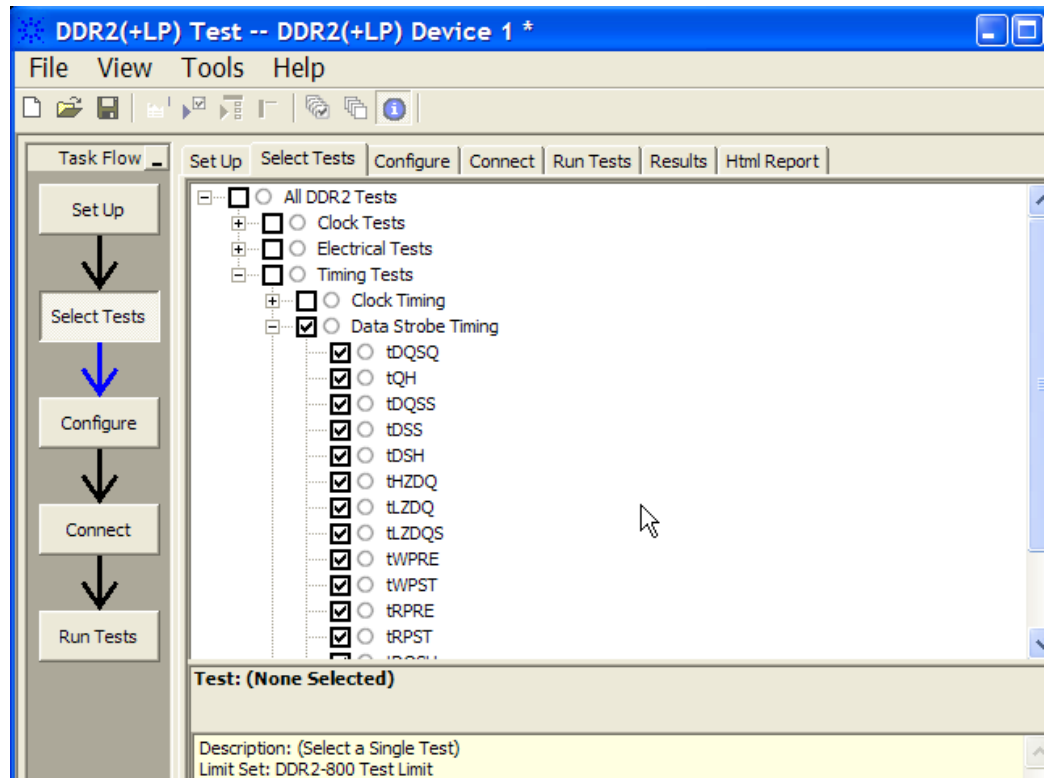 DDR2(+LP) Test -- DDR2(+LP) Device 1 *
File View Tools Help
Task Flow
Set Up
Select Tests
Configure
Connect
Run Tests
Set Up Select Tests Configure Connect Run Tests Results Html Report
All DDR2 Tests
Clock Tests
Electrical Tests
Timing Tests
Clock Timing
Data Strobe Timing
tDQSQ
tQH
tDQSS
tDSS
tDSH
tHZDQ
tLZDQ
tLZDQS
tWPRE
tWPST
tRPRE
tRPST
Test: (None Selected)
Description: (Select a Single Test)
Limit Set: DDR2-800 Test Limit